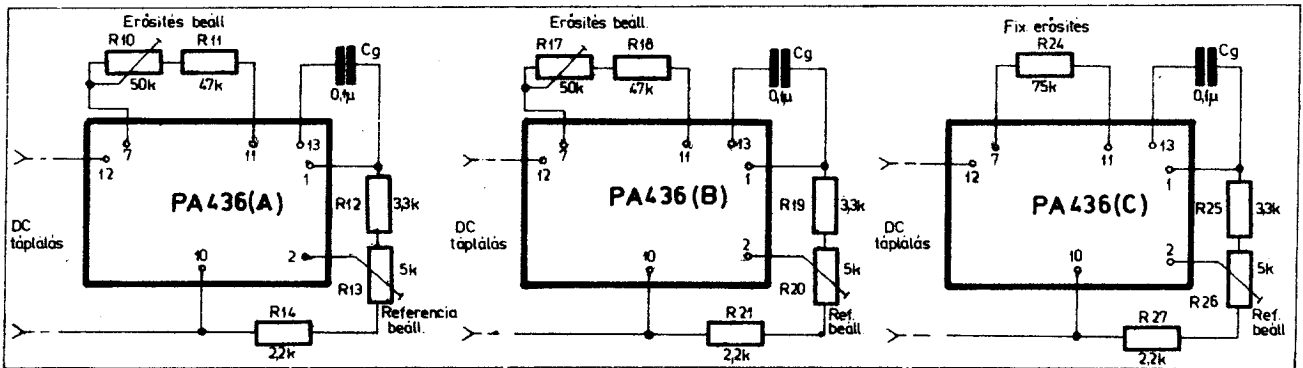 Erősítés beáll.
R10 R11
50k 47k
Cg
0,1µ
7 11 13
12 1
PA436(A)
R12 3,3k
DC
táplálás
10 2
5k
R13
Referencia
beáll.
R14
2,2k
Erősítés beáll.
R17 R18
50k 47k
Cg
0,1µ
7 11 13
12 1
PA436(B)
R19 3,3k
DC
táplálás
10 2
5k
R20
Ref.
beáll.
R21
2,2k
Fix erősítés
R24
75k
Cg
0,1µ
7 11 13
12 1
PA436(C)
R25 3,3k
DC
táplálás
10 2
5k
R26
Ref.
beáll
R27
2,2k